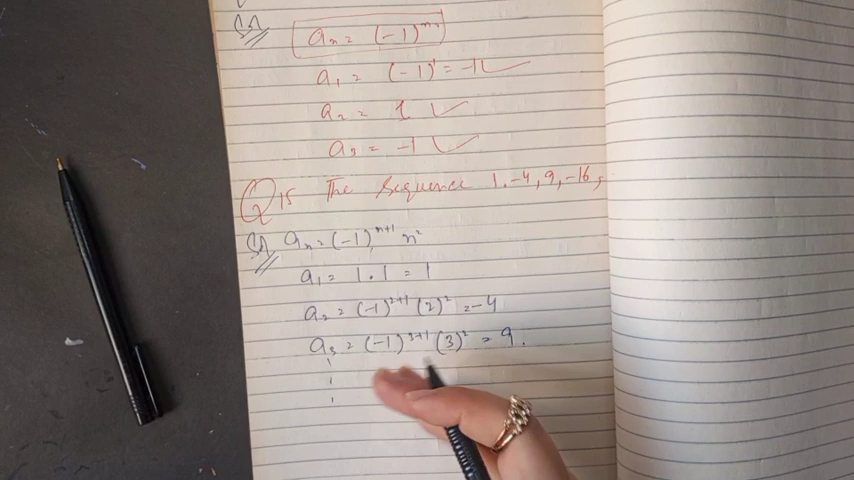 Sol aₙ = (-1)ⁿ
a₁ = (-1)¹ = -1 ✓
a₂ = 1 ✓
a₃ = -1 ✓
Q15 The Sequence 1, -4, 9, -16,
Sol aₙ = (-1)ⁿ⁺¹ n²
a₁ = 1 . 1 = 1
a₂ = (-1)²⁺¹ (2)² = -4
a₃ = (-1)³⁺¹ (3)² = 9.